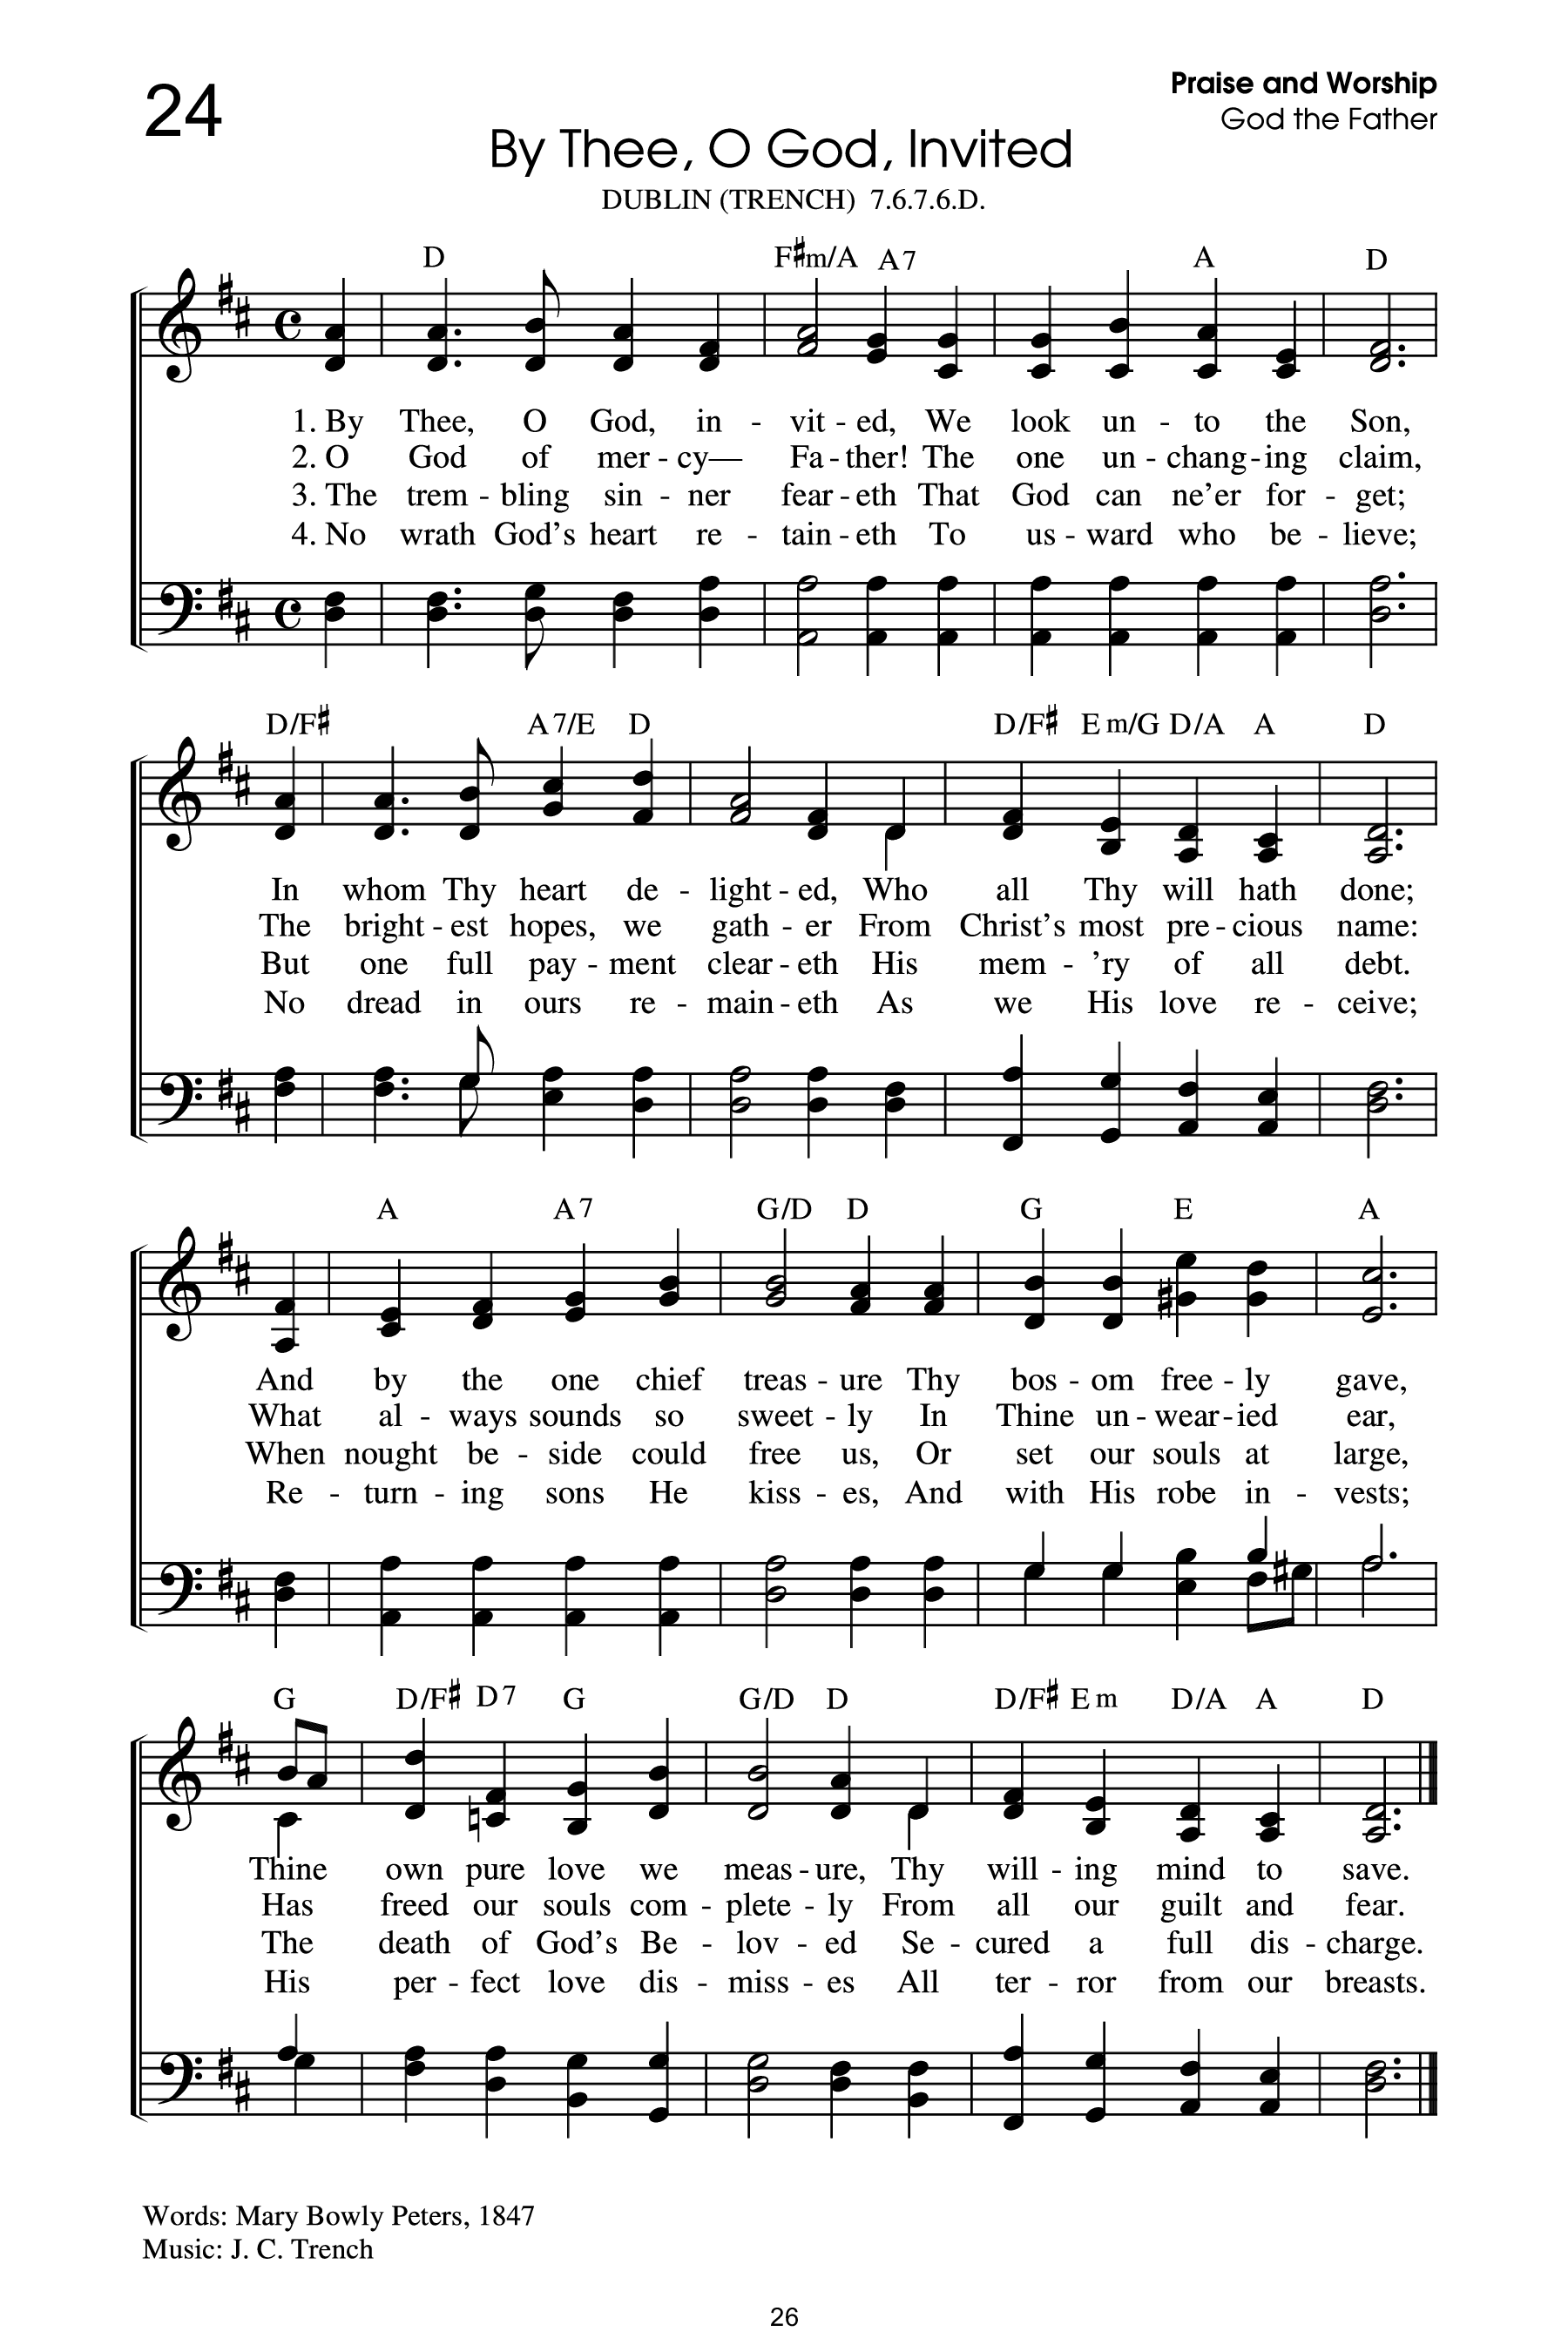 24
Praise and Worship
God the Father
By Thee, O God, Invited
DUBLIN (TRENCH) 7.6.7.6.D.
D F♯m/A A7 A D
1. By Thee, O God, in - vit - ed, We look un - to the Son,
2. O God of mer - cy— Fa - ther! The one un - chang - ing claim,
3. The trem - bling sin - ner fear - eth That God can ne'er for - get;
4. No wrath God's heart re - tain - eth To us - ward who be - lieve;
D/F♯ A7/E D D/F♯ Em/G D/A A D
In whom Thy heart de - light - ed, Who all Thy will hath done;
The bright - est hopes, we gath - er From Christ's most pre - cious name:
But one full pay - ment clear - eth His mem - 'ry of all debt.
No dread in ours re - main - eth As we His love re - ceive;
A A7 G/D D G E A
And by the one chief treas - ure Thy bos - om free - ly gave,
What al - ways sounds so sweet - ly In Thine un - wear - ied ear,
When nought be - side could free us, Or set our souls at large,
Re - turn - ing sons He kiss - es, And with His robe in - vests;
G D/F♯ D7 G G/D D D/F♯ Em D/A A D
Thine own pure love we meas - ure, Thy will - ing mind to save.
Has freed our souls com - plete - ly From all our guilt and fear.
The death of God's Be - lov - ed Se - cured a full dis - charge.
His per - fect love dis - miss - es All ter - ror from our breasts.
Words: Mary Bowly Peters, 1847
Music: J. C. Trench
26